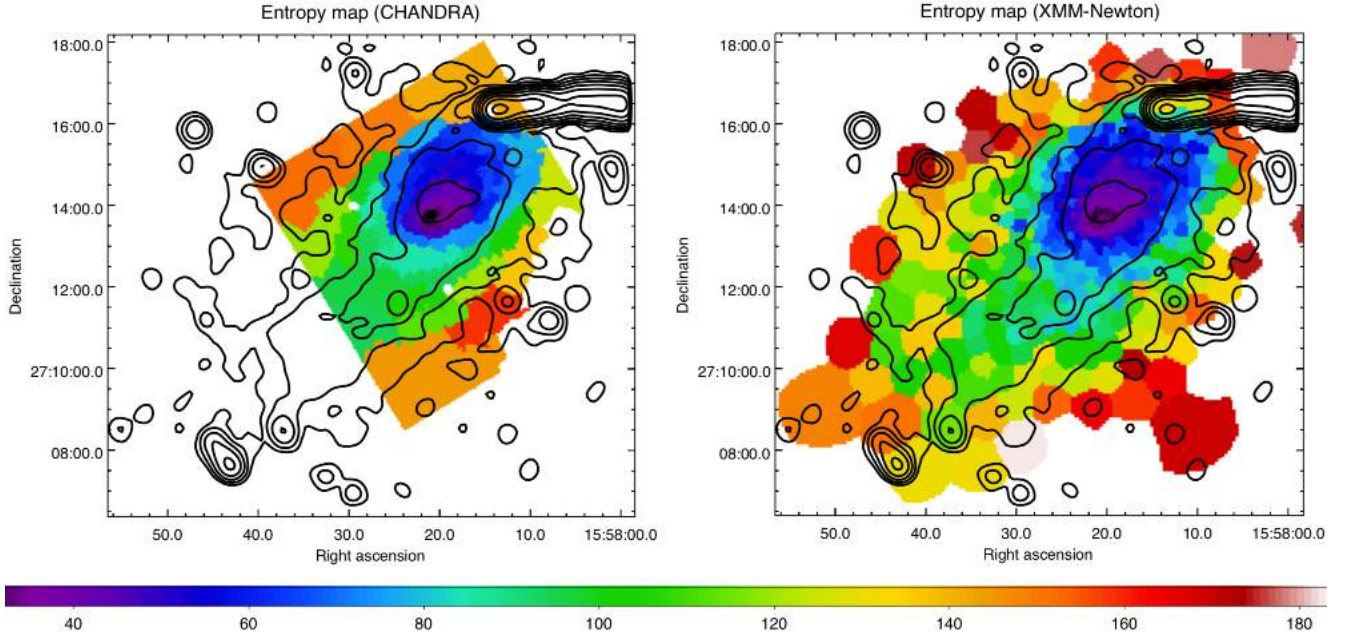 Entropy map (CHANDRA)
18:00.0
16:00.0
14:00.0
12:00.0
27:10:00.0
08:00.0
Declination
50.0 40.0 30.0 20.0 10.0 15:58:00.0
Right ascension
Entropy map (XMM-Newton)
18:00.0
16:00.0
14:00.0
12:00.0
27:10:00.0
08:00.0
Declination
50.0 40.0 30.0 20.0 10.0 15:58:00.0
Right ascension
40 60 80 100 120 140 160 180